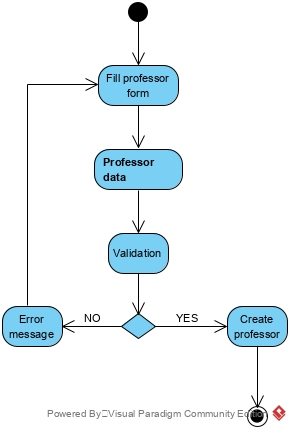 Fill professor
form
Professor
data
Validation
NO
YES
Error
message
Create
professor
Powered By Visual Paradigm Community Edition